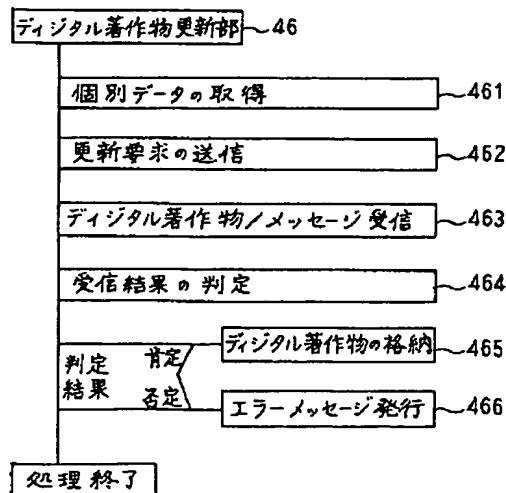 ディジタル著作物更新部 46
個別データの取得 461
更新要求の送信 462
ディジタル著作物/メッセージ受信 463
受信結果の判定 464
判定結果
肯定
ディジタル著作物の格納 465
否定
エラーメッセージ発行 466
処理終了